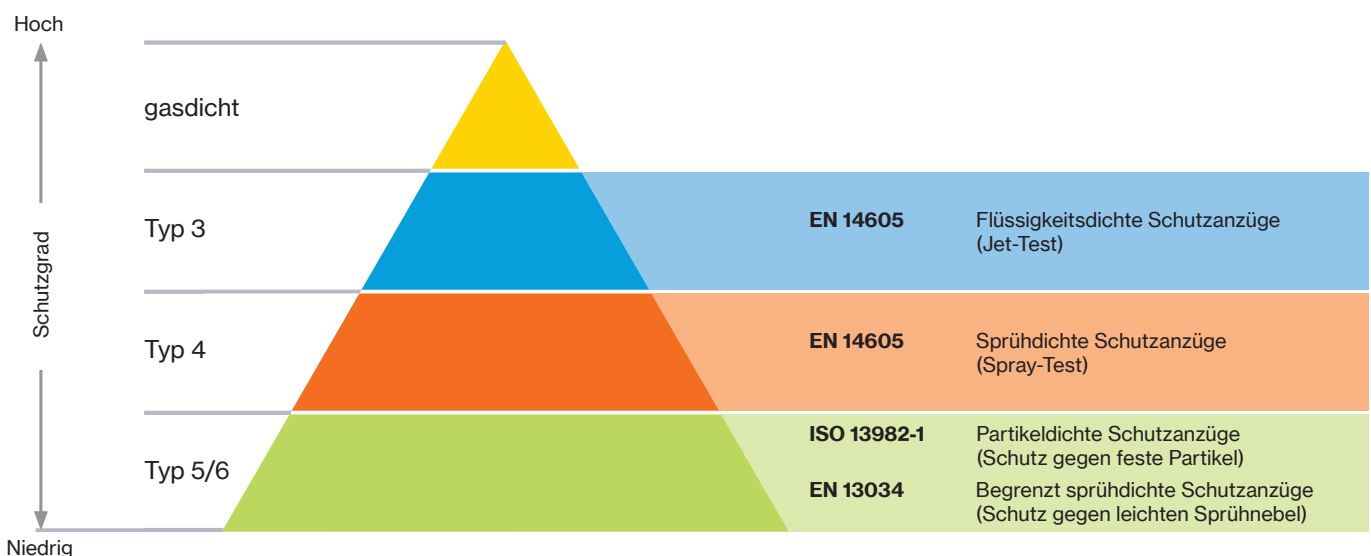 Hoch
gasdicht
Typ 3
EN 14605
Flüssigkeitsdichte Schutzanzüge
(Jet-Test)
Schutzgrad
Typ 4
EN 14605
Sprühdichte Schutzanzüge
(Spray-Test)
Typ 5/6
ISO 13982-1
Partikeldichte Schutzanzüge
(Schutz gegen feste Partikel)
EN 13034
Begrenzt sprühdichte Schutzanzüge
(Schutz gegen leichten Sprühnebel)
Niedrig